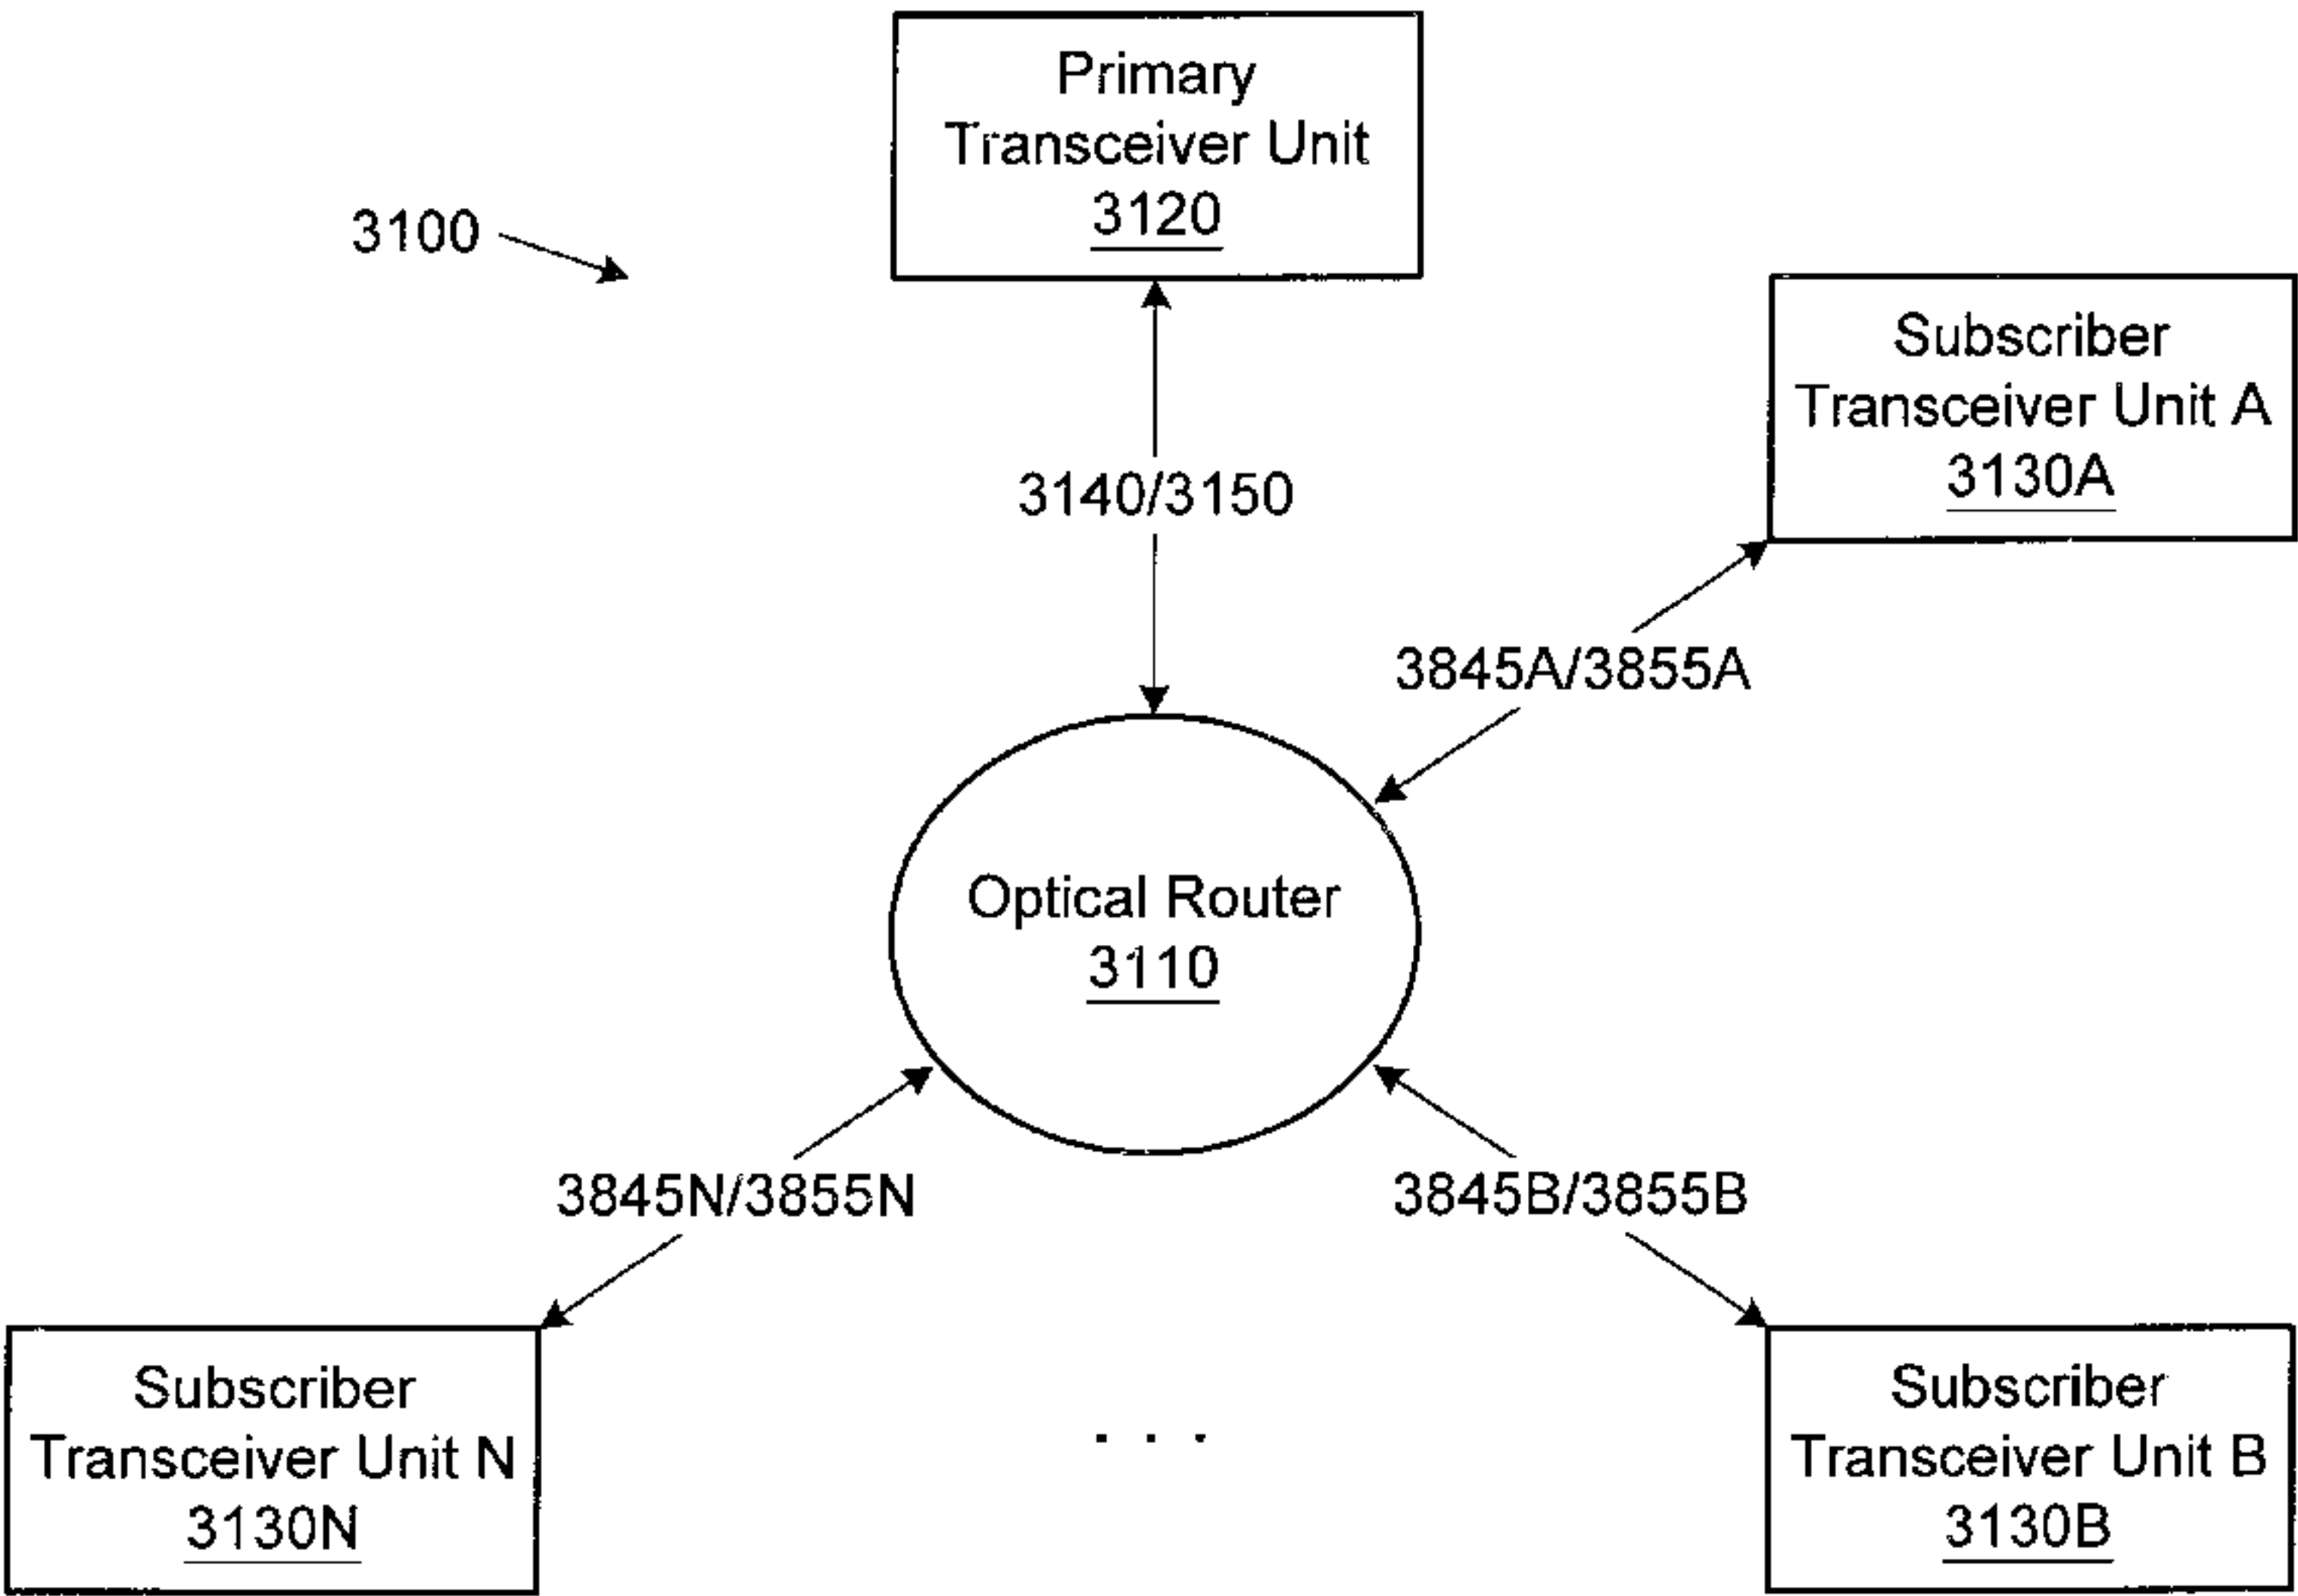 Primary
Transceiver Unit
3120
3100
Subscriber
Transceiver Unit A
3130A
3140/3150
3845A/3855A
Optical Router
3110
3845N/3855N
3845B/3855B
Subscriber
Transceiver Unit N
3130N
. . .
Subscriber
Transceiver Unit B
3130B